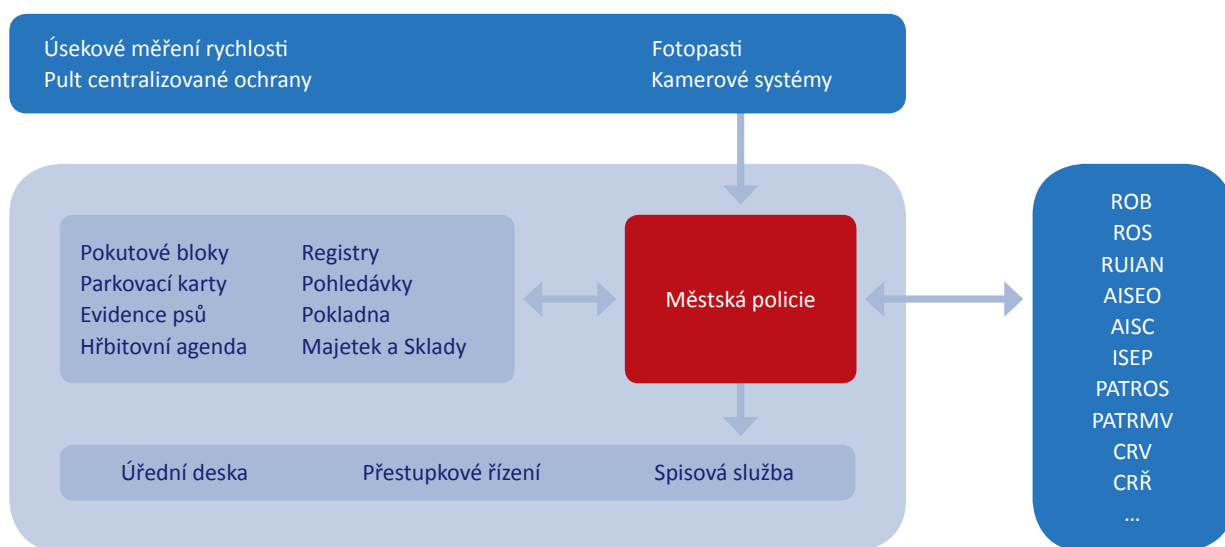 Úsekové měření rychlosti
Pult centralizované ochrany
Fotopasti
Kamerové systémy
Pokutové bloky
Parkovací karty
Evidence psů
Hřbitovní agenda
Registry
Pohledávky
Pokladna
Majetek a Sklady
Městská policie
Úřední deska
Přestupkové řízení
Spisová služba
ROB
ROS
RUIAN
AISEO
AISC
ISEP
PATROS
PATRMV
CRV
CRŘ
...